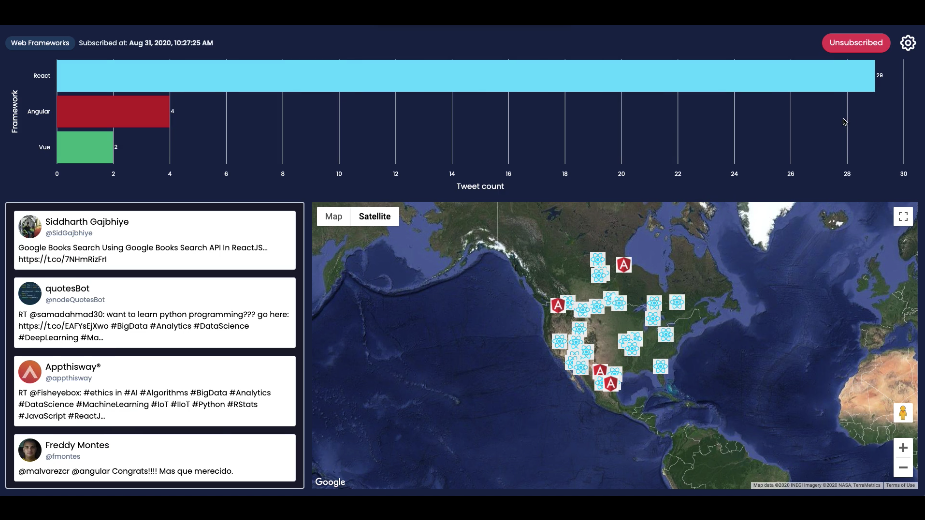 Web Frameworks
Subscribed at: Aug 31, 2020, 10:27:25 AM
Unsubscribed
Framework
React
29
Angular
4
Vue
2
0 2 4 6 8 10 12 14 16 18 20 22 24 26 28 30
Tweet count
Siddharth Gajbhiye
@SidGajbhiye
Google Books Search Using Google Books Search API In ReactJS...
https://t.co/7NHmRizFrI
quotesBot
@nodeQuotesBot
RT @samadahmad30: want to learn python programming??? go here:
https://t.co/EAFYsEjXwo #BigData #Analytics #DataScience
#DeepLearning #Ma...
Appthisway®
@appthisway
RT @Fisheyebox: #ethics in #AI #Algorithms #BigData #Analytics
#DataScience #MachineLearning #IoT #IIoT #Python #RStats
#JavaScript #ReactJ...
Freddy Montes
@fmontes
@malvarezcr @angular Congrats!!!! Mas que merecido.
Map Satellite
Google
Map data ©2020 INEGI Imagery ©2020 NASA, TerraMetrics Terms of Use